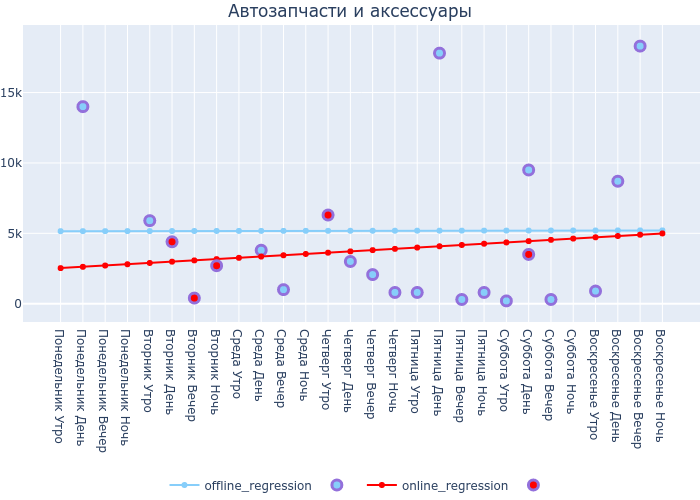 Автозапчасти и аксессуары
15k
10k
5k
0
Понедельник Утро
Понедельник День
Понедельник Вечер
Понедельник Ночь
Вторник Утро
Вторник День
Вторник Вечер
Вторник Ночь
Среда Утро
Среда День
Среда Вечер
Среда Ночь
Четверг Утро
Четверг День
Четверг Вечер
Четверг Ночь
Пятница Утро
Пятница День
Пятница Вечер
Пятница Ночь
Суббота Утро
Суббота День
Суббота Вечер
Суббота Ночь
Воскресенье Утро
Воскресенье День
Воскресенье Вечер
Воскресенье Ночь
offline_regression
online_regression